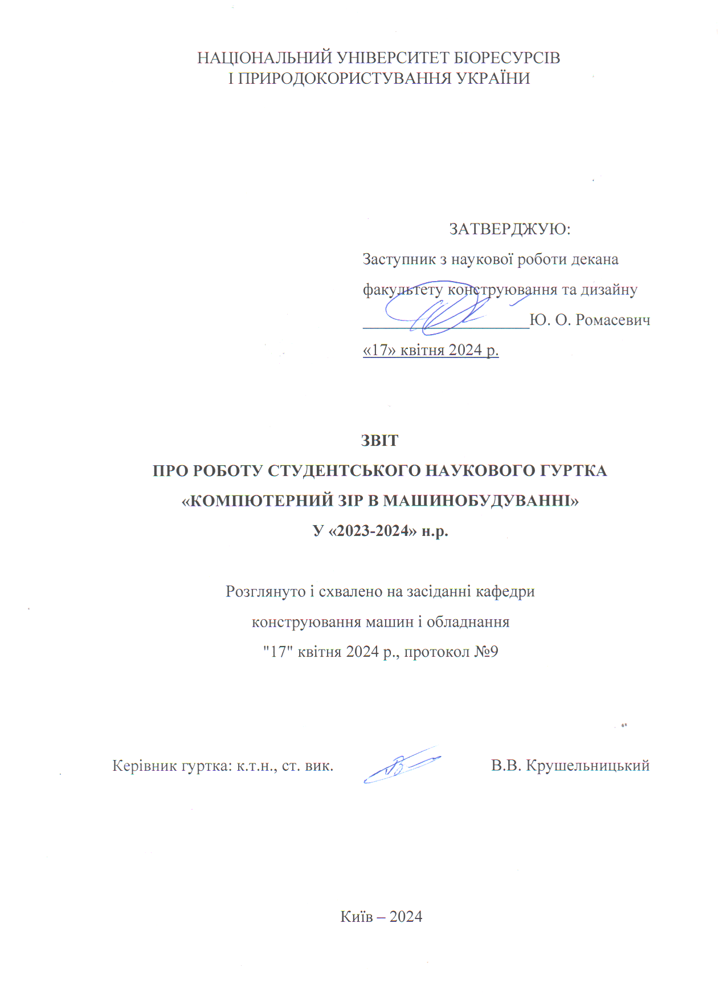 НАЦІОНАЛЬНИЙ УНІВЕРСИТЕТ БІОРЕСУРСІВ
І ПРИРОДОКОРИСТУВАННЯ УКРАЇНИ
ЗАТВЕРДЖУЮ:
Заступник з наукової роботи декана
факультету конструювання та дизайну
Ю. О. Ромасевич
«17» квітня 2024 р.
ЗВІТ
ПРО РОБОТУ СТУДЕНТСЬКОГО НАУКОВОГО ГУРТКА
«КОМПЮТЕРНИЙ ЗІР В МАШИНОБУДУВАННІ»
У «2023-2024» н.р.
Розглянуто і схвалено на засіданні кафедри
конструювання машин і обладнання
"17" квітня 2024 р., протокол №9
Керівник гуртка: к.т.н., ст. вик. В.В. Крушельницький
Київ – 2024